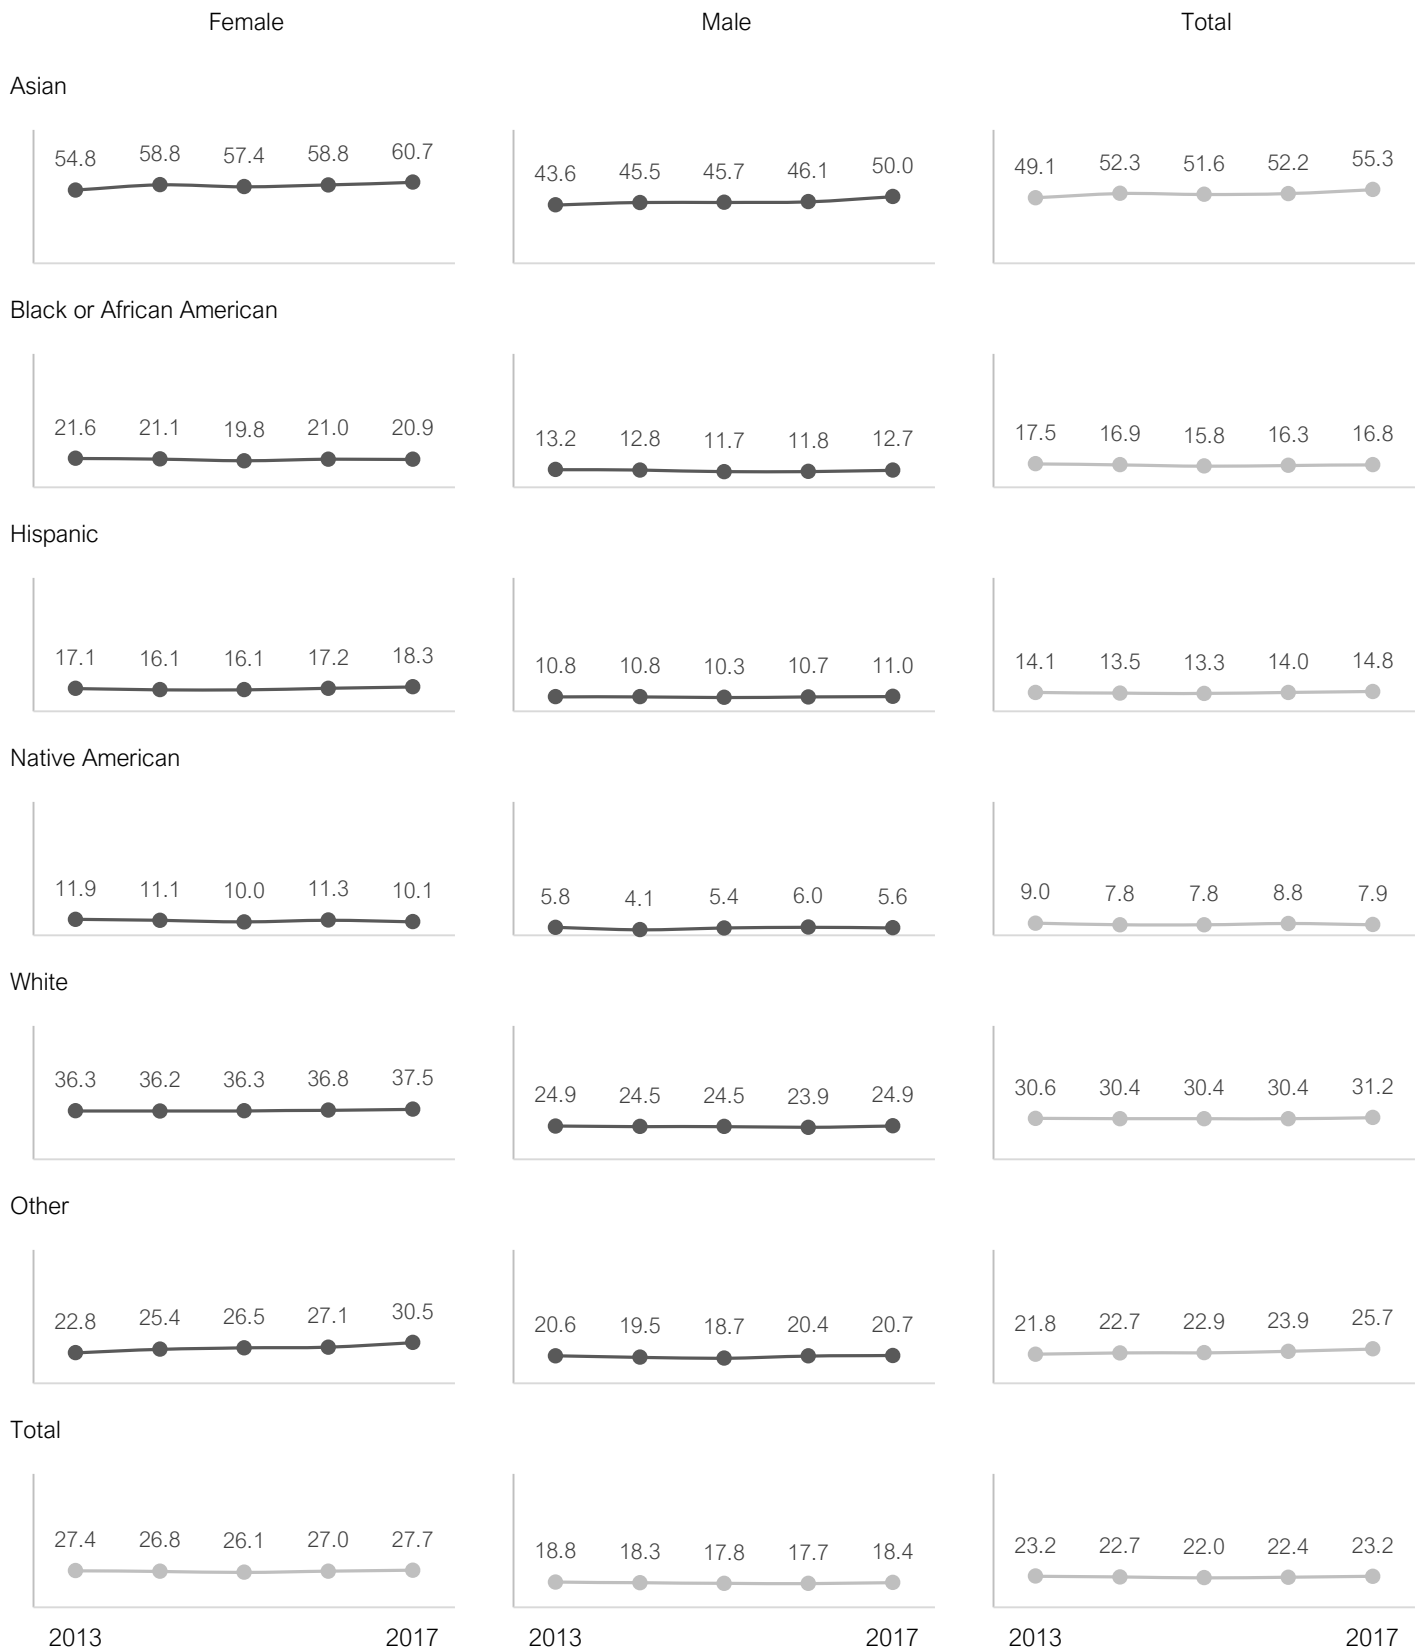 Female Male Total
Asian
54.8 58.8 57.4 58.8 60.7 43.6 45.5 45.7 46.1 50.0 49.1 52.3 51.6 52.2 55.3
Black or African American
21.6 21.1 19.8 21.0 20.9 13.2 12.8 11.7 11.8 12.7 17.5 16.9 15.8 16.3 16.8
Hispanic
17.1 16.1 16.1 17.2 18.3 10.8 10.8 10.3 10.7 11.0 14.1 13.5 13.3 14.0 14.8
Native American
11.9 11.1 10.0 11.3 10.1 5.8 4.1 5.4 6.0 5.6 9.0 7.8 7.8 8.8 7.9
White
36.3 36.2 36.3 36.8 37.5 24.9 24.5 24.5 23.9 24.9 30.6 30.4 30.4 30.4 31.2
Other
22.8 25.4 26.5 27.1 30.5 20.6 19.5 18.7 20.4 20.7 21.8 22.7 22.9 23.9 25.7
Total
27.4 26.8 26.1 27.0 27.7 18.8 18.3 17.8 17.7 18.4 23.2 22.7 22.0 22.4 23.2
2013 2017 2013 2017 2013 2017